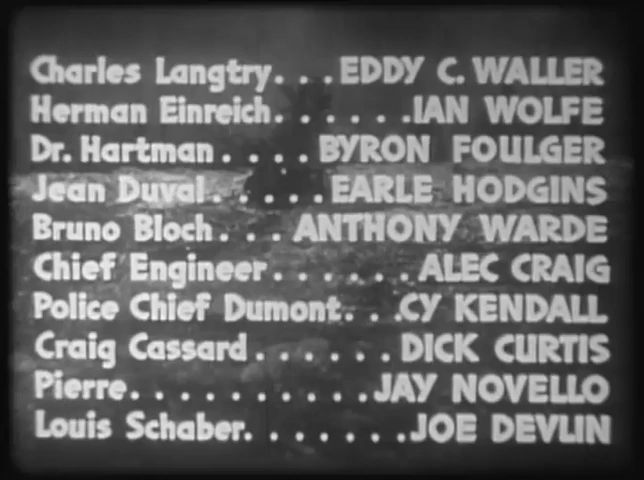 Charles Langtry. . . EDDY C. WALLER
Herman Einreich. . . . . . IAN WOLFE
Dr. Hartman . . . . BYRON FOULGER
Jean Duval . . . . . EARLE HODGINS
Bruno Bloch. . . ANTHONY WARDE
Chief Engineer. . . . . . ALEC CRAIG
Police Chief Dumont. . .CY KENDALL
Craig Cassard . . . . . . DICK CURTIS
Pierre. . . . . . . . . . JAY NOVELLO
Louis Schaber. . . . . . . JOE DEVLIN